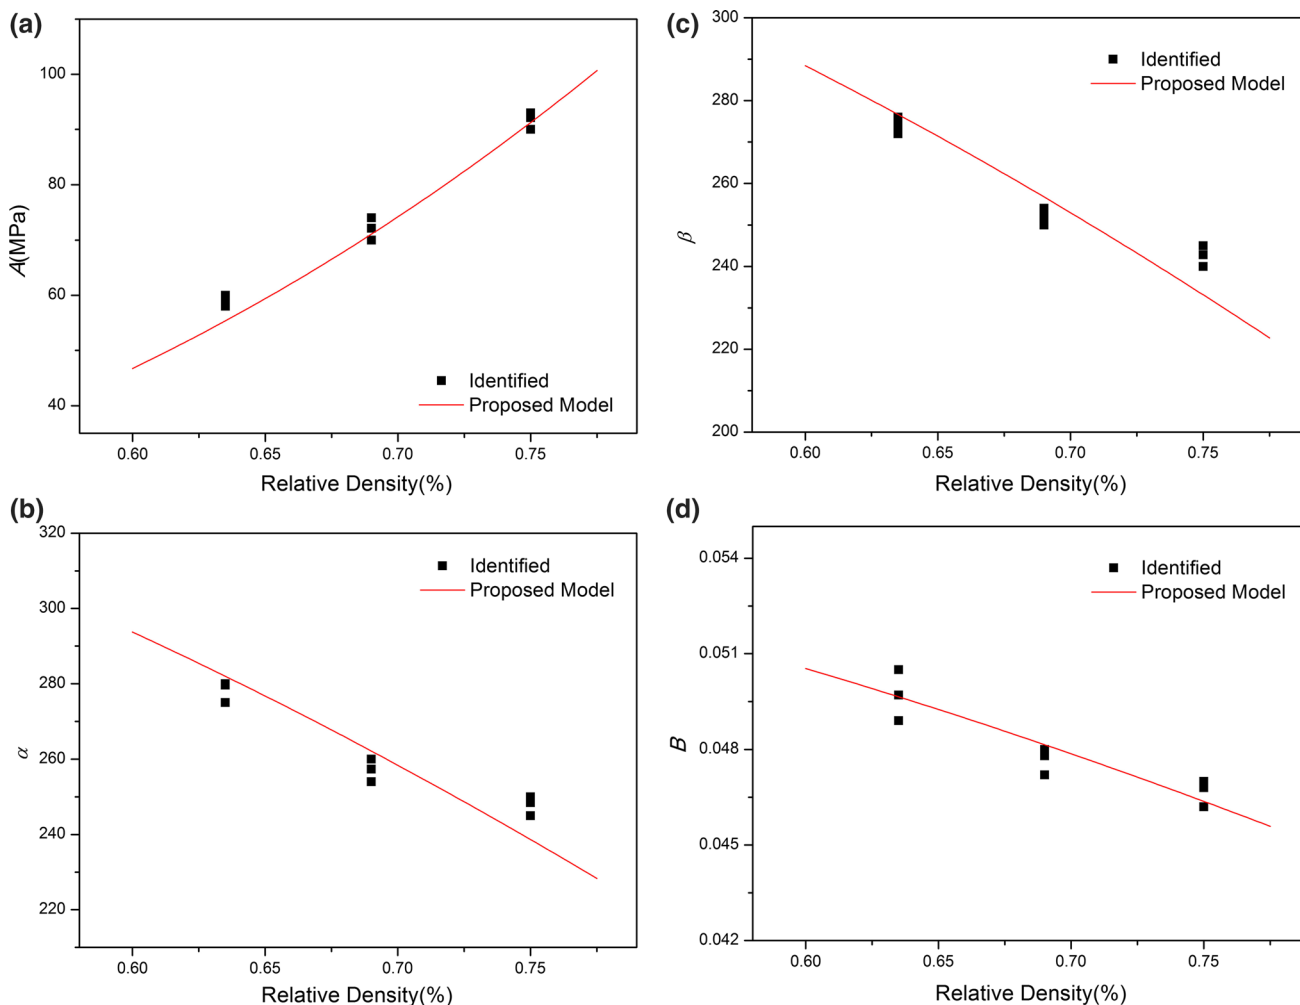 (a)
100
80
60
40
A(MPa)
0.60 0.65 0.70 0.75
Relative Density(%)
Identified
Proposed Model
(c)
300
280
260
240
220
200
β
0.60 0.65 0.70 0.75
Relative Density(%)
Identified
Proposed Model
(b)
320
300
280
260
240
220
α
0.60 0.65 0.70 0.75
Relative Density(%)
Identified
Proposed Model
(d)
0.054
0.051
0.048
0.045
0.042
B
0.60 0.65 0.70 0.75
Relative Density(%)
Identified
Proposed Model